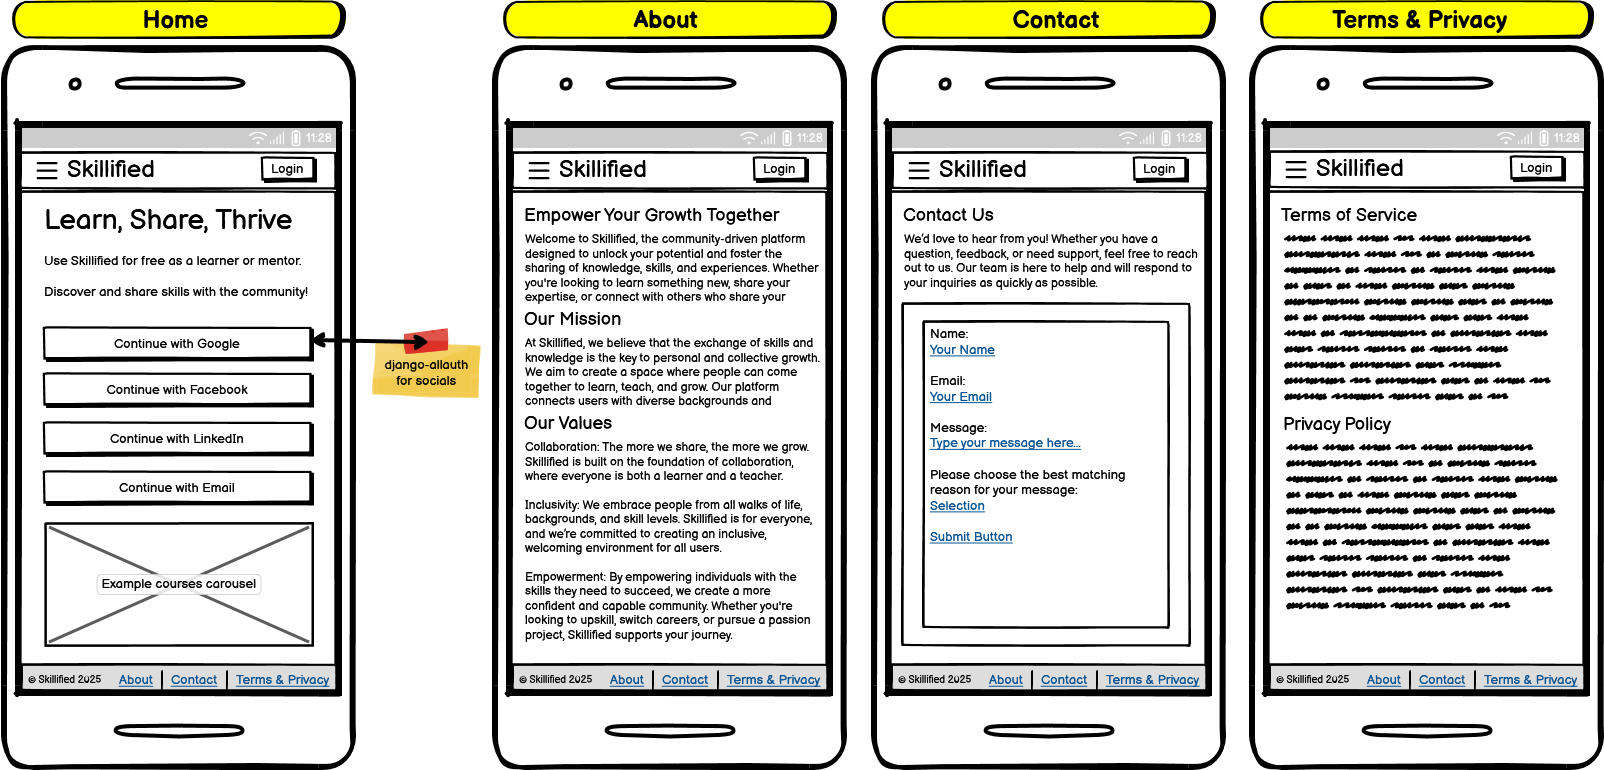 Home
11:28
Skillified
Login
Learn, Share, Thrive
Use Skillified for free as a learner or mentor.
Discover and share skills with the community!
Continue with Google
Continue with Facebook
Continue with LinkedIn
Continue with Email
Example courses carousel
© Skillified 2025
About
Contact
Terms & Privacy
django-allauth
for socials
About
11:28
Skillified
Login
Empower Your Growth Together
Welcome to Skillified, the community-driven platform
designed to unlock your potential and foster the
sharing of knowledge, skills, and experiences. Whether
you're looking to learn something new, share your
expertise, or connect with others who share your
Our Mission
At Skillified, we believe that the exchange of skills and
knowledge is the key to personal and collective growth.
We aim to create a space where people can come
together to learn, teach, and grow. Our platform
connects users with diverse backgrounds and
Our Values
Collaboration: The more we share, the more we grow.
Skillified is built on the foundation of collaboration,
where everyone is both a learner and a teacher.
Inclusivity: We embrace people from all walks of life,
backgrounds, and skill levels. Skillified is for everyone,
and we're committed to creating an inclusive,
welcoming environment for all users.
Empowerment: By empowering individuals with the
skills they need to succeed, we create a more
confident and capable community. Whether you're
looking to upskill, switch careers, or pursue a passion
project, Skillified supports your journey.
© Skillified 2025
About
Contact
Terms & Privacy
Contact
11:28
Skillified
Login
Contact Us
We'd love to hear from you! Whether you have a
question, feedback, or need support, feel free to reach
out to us. Our team is here to help and will respond to
your inquiries as quickly as possible.
Name:
Your Name
Email:
Your Email
Message:
Type your message here...
Please choose the best matching
reason for your message:
Selection
Submit Button
© Skillified 2025
About
Contact
Terms & Privacy
Terms & Privacy
11:28
Skillified
Login
Terms of Service
Privacy Policy
© Skillified 2025
About
Contact
Terms & Privacy